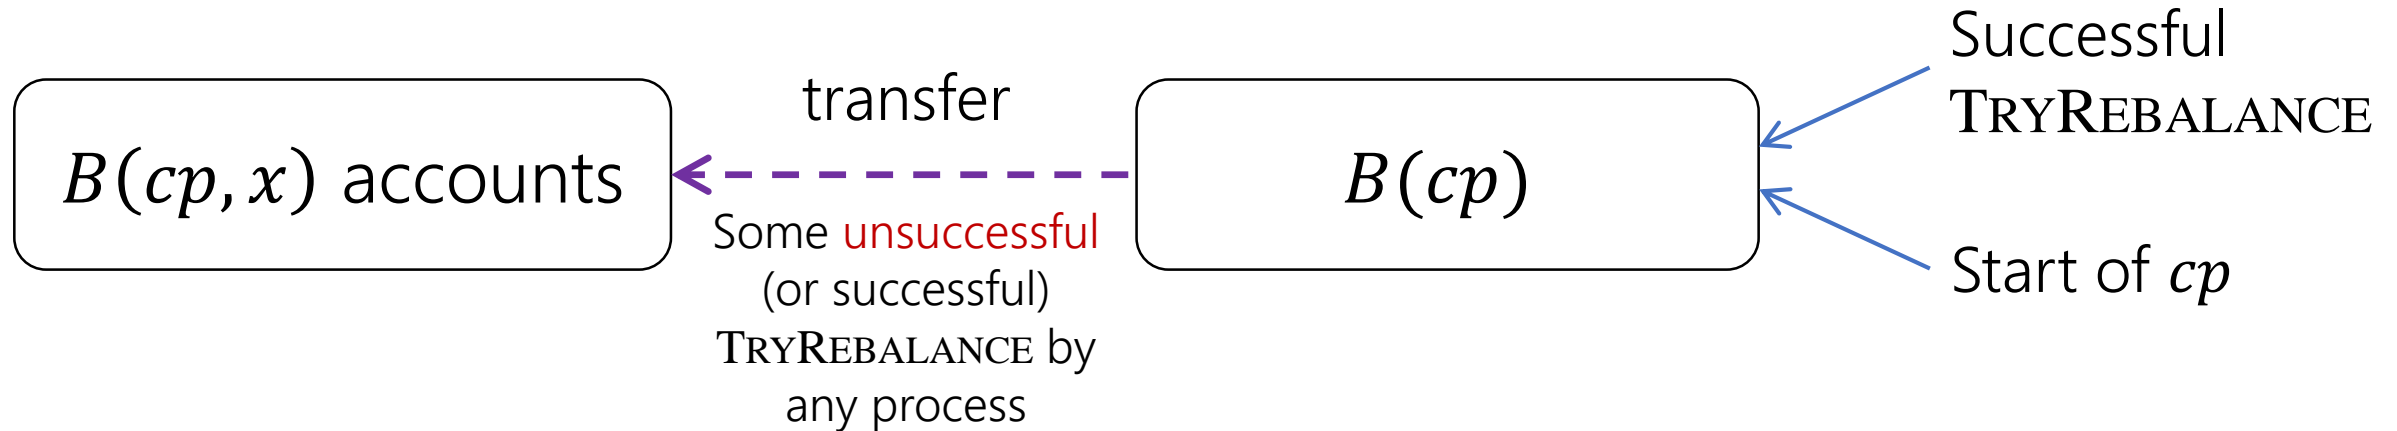 B(cp, x) accounts
transfer
Some unsuccessful
(or successful)
TRYREBALANCE by
any process
B(cp)
Successful
TRYREBALANCE
Start of cp